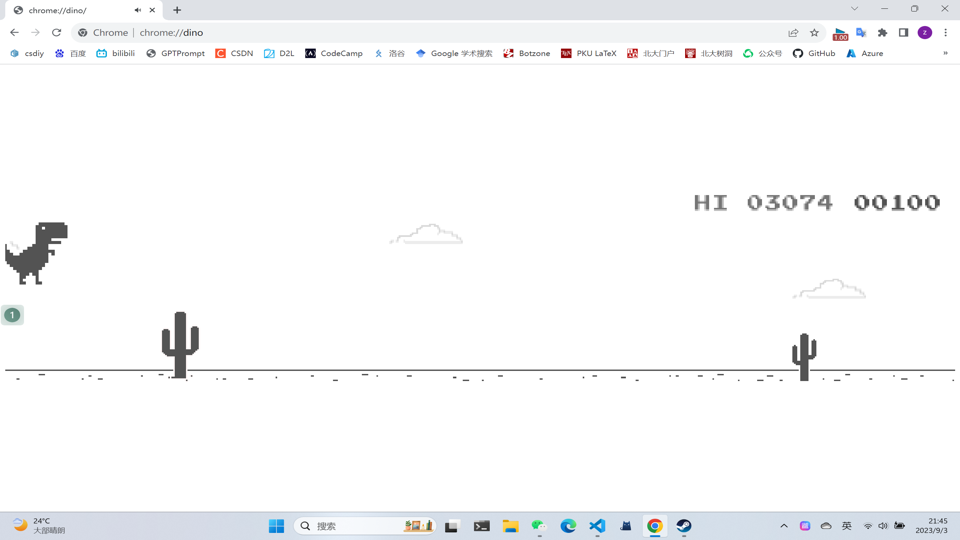 chrome://dino/
Chrome | chrome://dino
1.00
z
csdiy 百度 bilibili GPTPrompt CSDN D2L CodeCamp 洛谷 Google 学术搜索 Botzone PKU LaTeX 北大门户 北大树洞 公众号 GitHub Azure »
HI 03074 00100
1
24°C
大部晴朗
搜索
英
21:45
2023/9/3